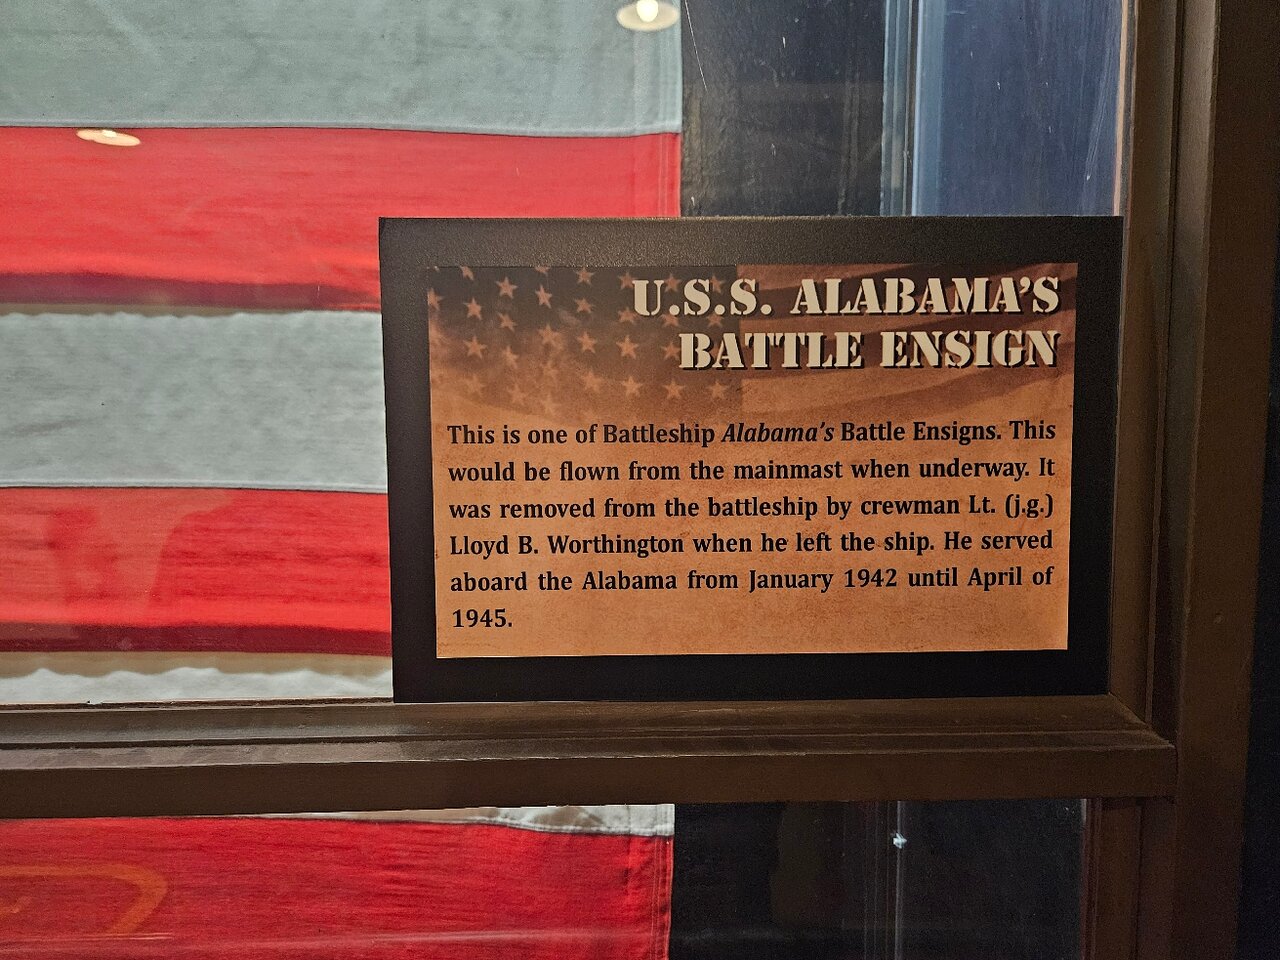 U.S.S. ALABAMA'S
BATTLE ENSIGN
This is one of Battleship Alabama's Battle Ensigns. This
would be flown from the mainmast when underway. It
was removed from the battleship by crewman Lt. (j.g.)
Lloyd B. Worthington when he left the ship. He served
aboard the Alabama from January 1942 until April of
1945.